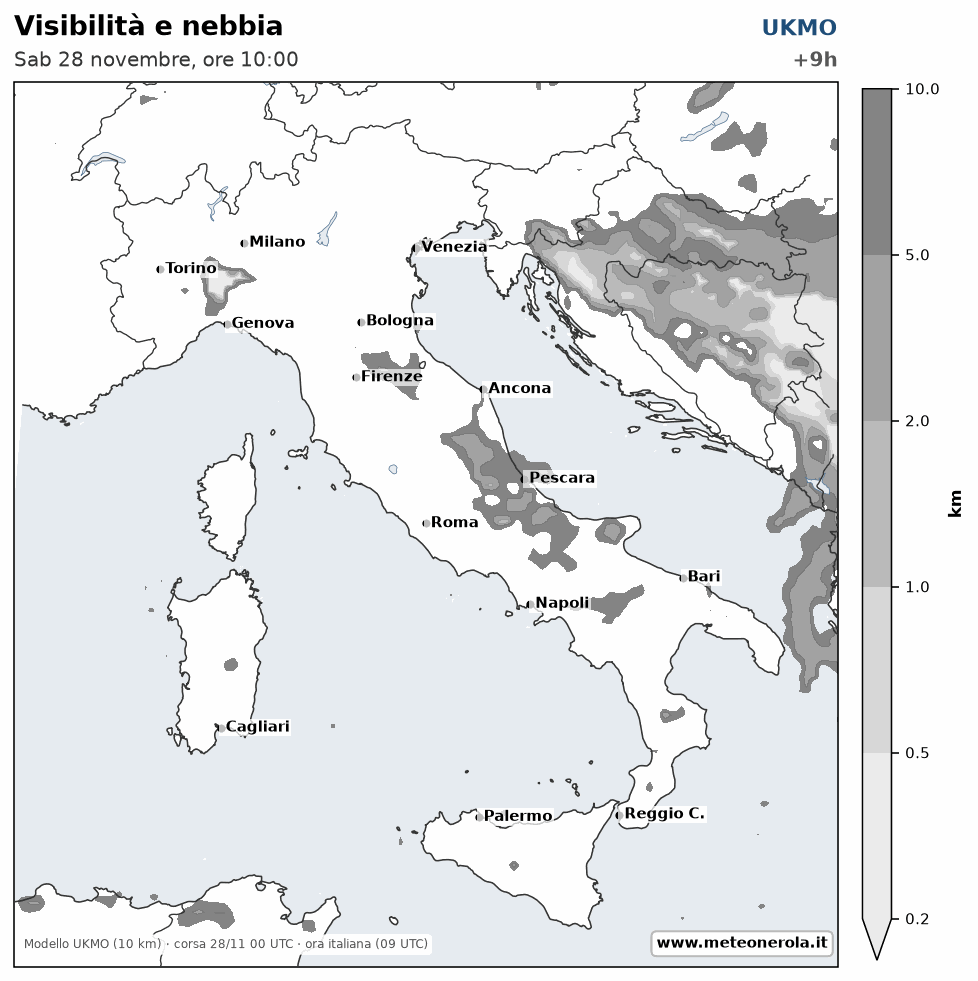 Visibilità e nebbia
UKMO
Sab 28 novembre, ore 10:00
+9h
10.0
5.0
2.0
1.0
0.5
0.2
km
Milano
Venezia
Torino
Genova
Bologna
Firenze
Ancona
Pescara
Roma
Bari
Napoli
Cagliari
Palermo
Reggio C.
Modello UKMO (10 km) · corsa 28/11 00 UTC · ora italiana (09 UTC)
www.meteonerola.it